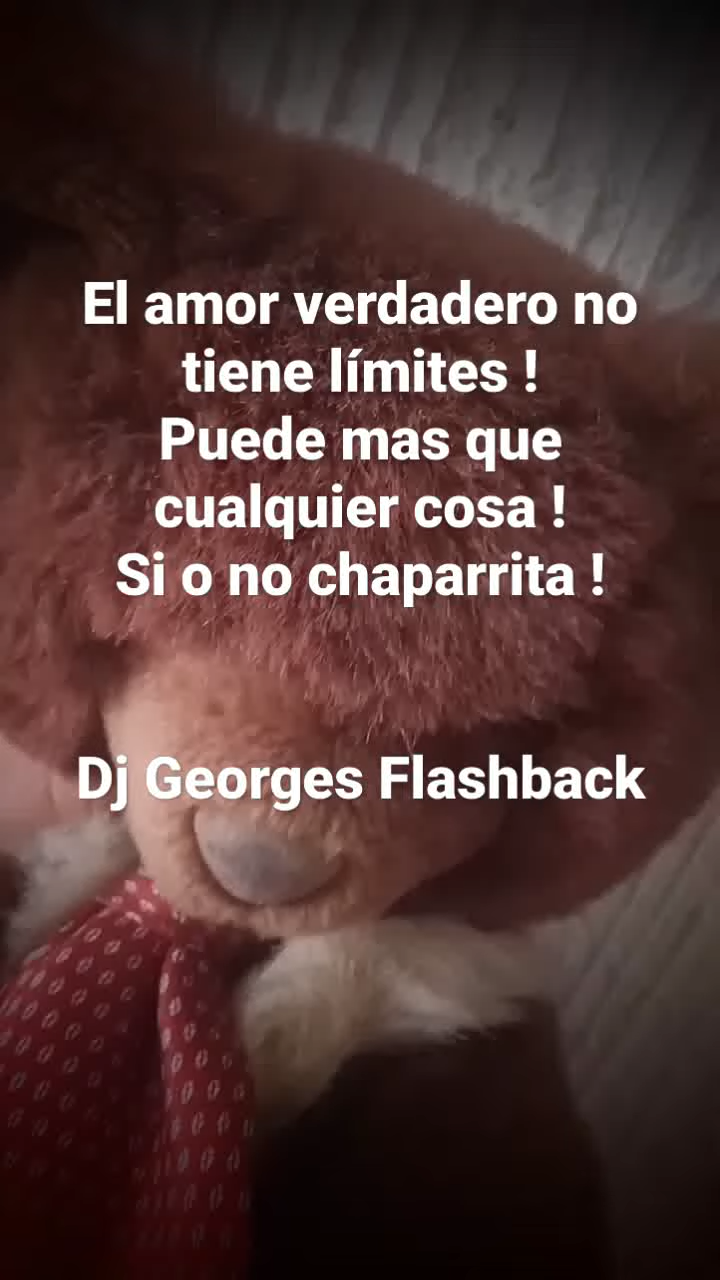 El amor verdadero no
tiene límites !
Puede mas que
cualquier cosa !
Si o no chaparrita !
Dj Georges Flashback